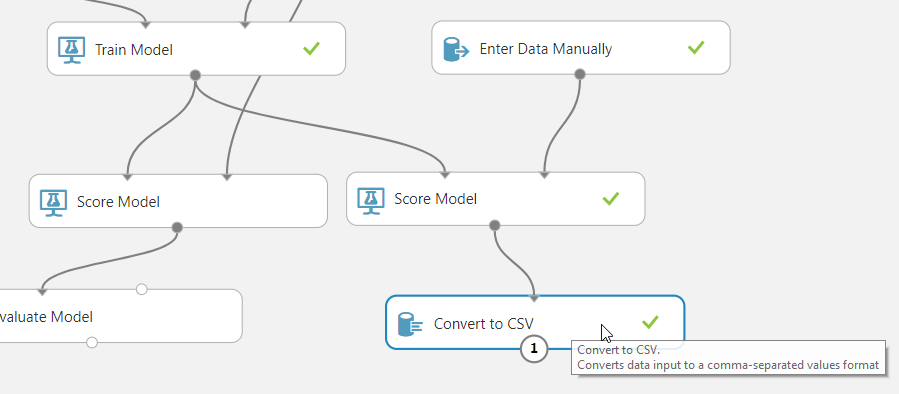 Train Model
Enter Data Manually
Score Model
Score Model
valuate Model
Convert to CSV
1
Convert to CSV.
Converts data input to a comma-separated values format